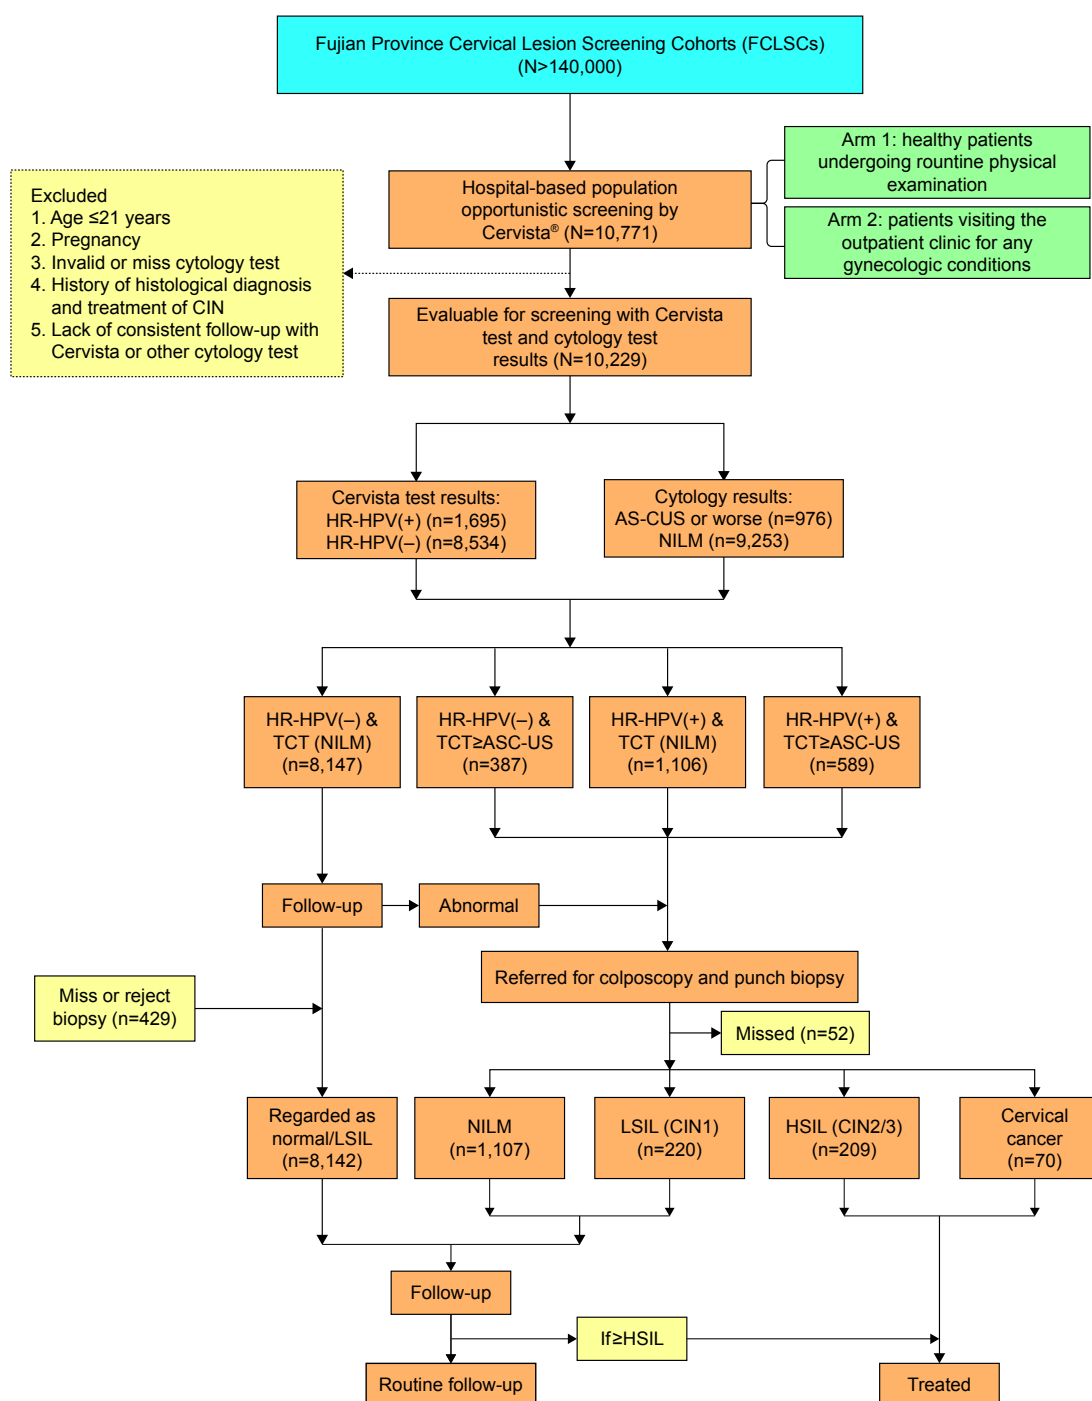 Fujian Province Cervical Lesion Screening Cohorts (FCLSCs)
(N>140,000)
Arm 1: healthy patients
undergoing rountine physical
examination
Hospital-based population
opportunistic screening by
Cervista® (N=10,771)
Arm 2: patients visiting the
outpatient clinic for any
gynecologic conditions
Excluded
1. Age ≤21 years
2. Pregnancy
3. Invalid or miss cytology test
4. History of histological diagnosis
and treatment of CIN
5. Lack of consistent follow-up with
Cervista or other cytology test
Evaluable for screening with Cervista
test and cytology test
results (N=10,229)
Cervista test results:
HR-HPV(+) (n=1,695)
HR-HPV(–) (n=8,534)
Cytology results:
AS-CUS or worse (n=976)
NILM (n=9,253)
HR-HPV(–) &
TCT (NILM)
(n=8,147)
HR-HPV(–) &
TCT≥ASC-US
(n=387)
HR-HPV(+) &
TCT (NILM)
(n=1,106)
HR-HPV(+) &
TCT≥ASC-US
(n=589)
Follow-up
Abnormal
Referred for colposcopy and punch biopsy
Miss or reject
biopsy (n=429)
Missed (n=52)
Regarded as
normal/LSIL
(n=8,142)
NILM
(n=1,107)
LSIL (CIN1)
(n=220)
HSIL (CIN2/3)
(n=209)
Cervical
cancer
(n=70)
Follow-up
If≥HSIL
Routine follow-up
Treated